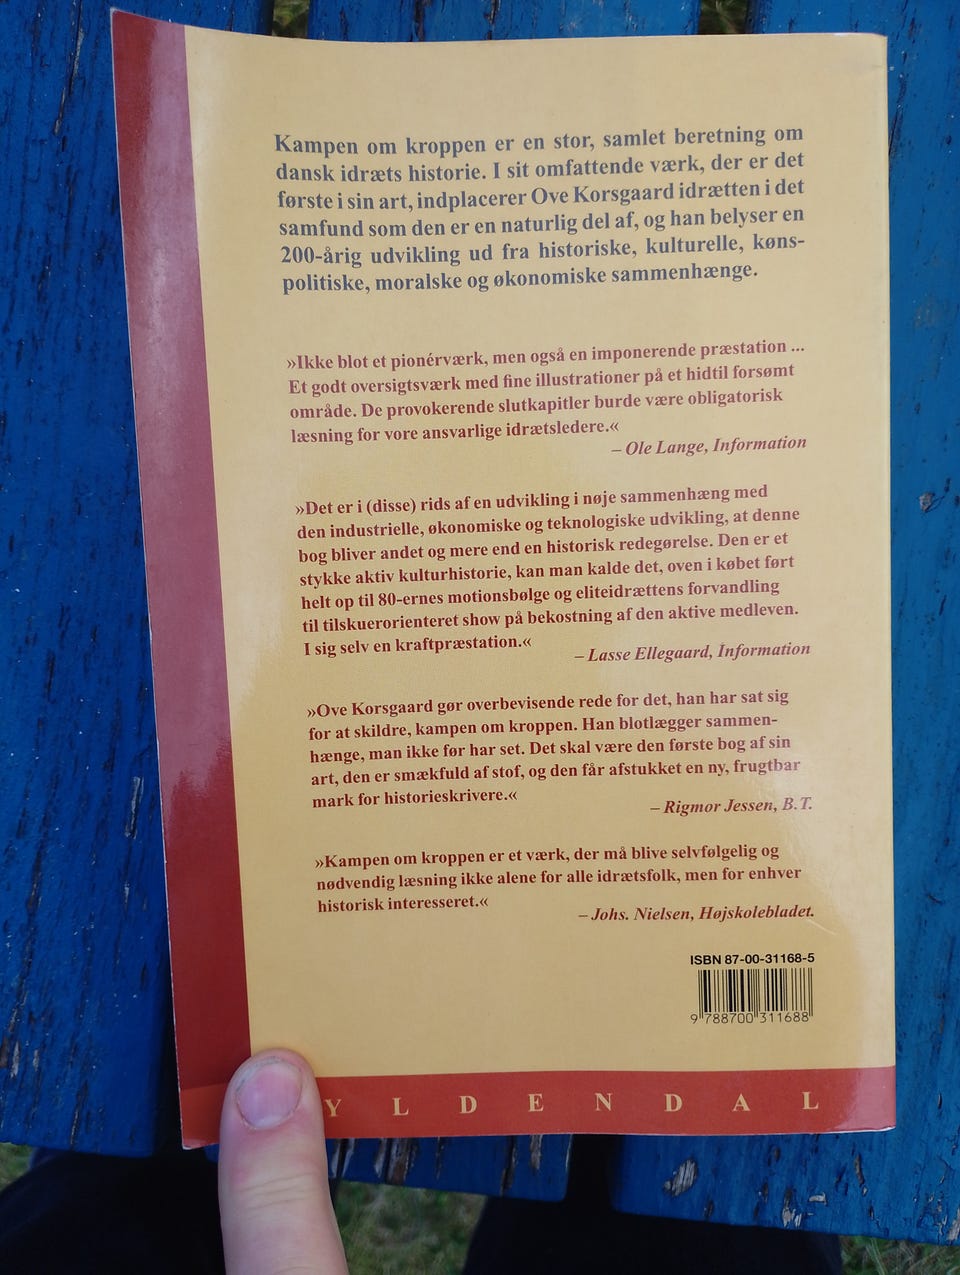 Kampen om kroppen er en stor, samlet beretning om
dansk idræts historie. I sit omfattende værk, der er det
første i sin art, indplacerer Ove Korsgaard idrætten i det
samfund som den er en naturlig del af, og han belyser en
200-årig udvikling ud fra historiske, kulturelle, køns-
politiske, moralske og økonomiske sammenhænge.
»Ikke blot et pionérværk, men også en imponerende præstation ...
Et godt oversigtsværk med fine illustrationer på et hidtil forsømt
område. De provokerende slutkapitler burde være obligatorisk
læsning for vore ansvarlige idrætsledere.«
– Ole Lange, Information
»Det er i (disse) rids af en udvikling i nøje sammenhæng med
den industrielle, økonomiske og teknologiske udvikling, at denne
bog bliver andet og mere end en historisk redegørelse. Den er et
stykke aktiv kulturhistorie, kan man kalde det, oven i købet ført
helt op til 80-ernes motionsbølge og eliteidrættens forvandling
til tilskuerorienteret show på bekostning af den aktive medleven.
I sig selv en kraftpræstation.«
– Lasse Ellegaard, Information
»Ove Korsgaard gør overbevisende rede for det, han har sat sig
for at skildre, kampen om kroppen. Han blotlægger sammen-
hænge, man ikke før har set. Det skal være den første bog af sin
art, den er smækfuld af stof, og den får afstukket en ny, frugtbar
mark for historieskrivere.«
– Rigmor Jessen, B.T.
»Kampen om kroppen er et værk, der må blive selvfølgelig og
nødvendig læsning ikke alene for alle idrætsfolk, men for enhver
historisk interesseret.«
– Johs. Nielsen, Højskolebladet.
ISBN 87-00-31168-5
9 788700 311688
YLDENDAL